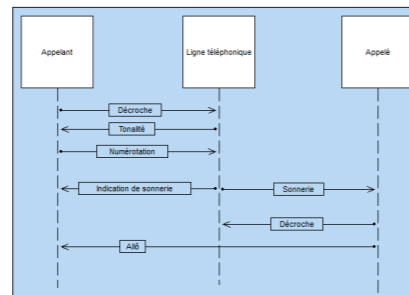 Appelant
Ligne téléphonique
Appelé
Décroche
Tonalité
Numérotation
Indication de sonnerie
Sonnerie
Décroche
Allô